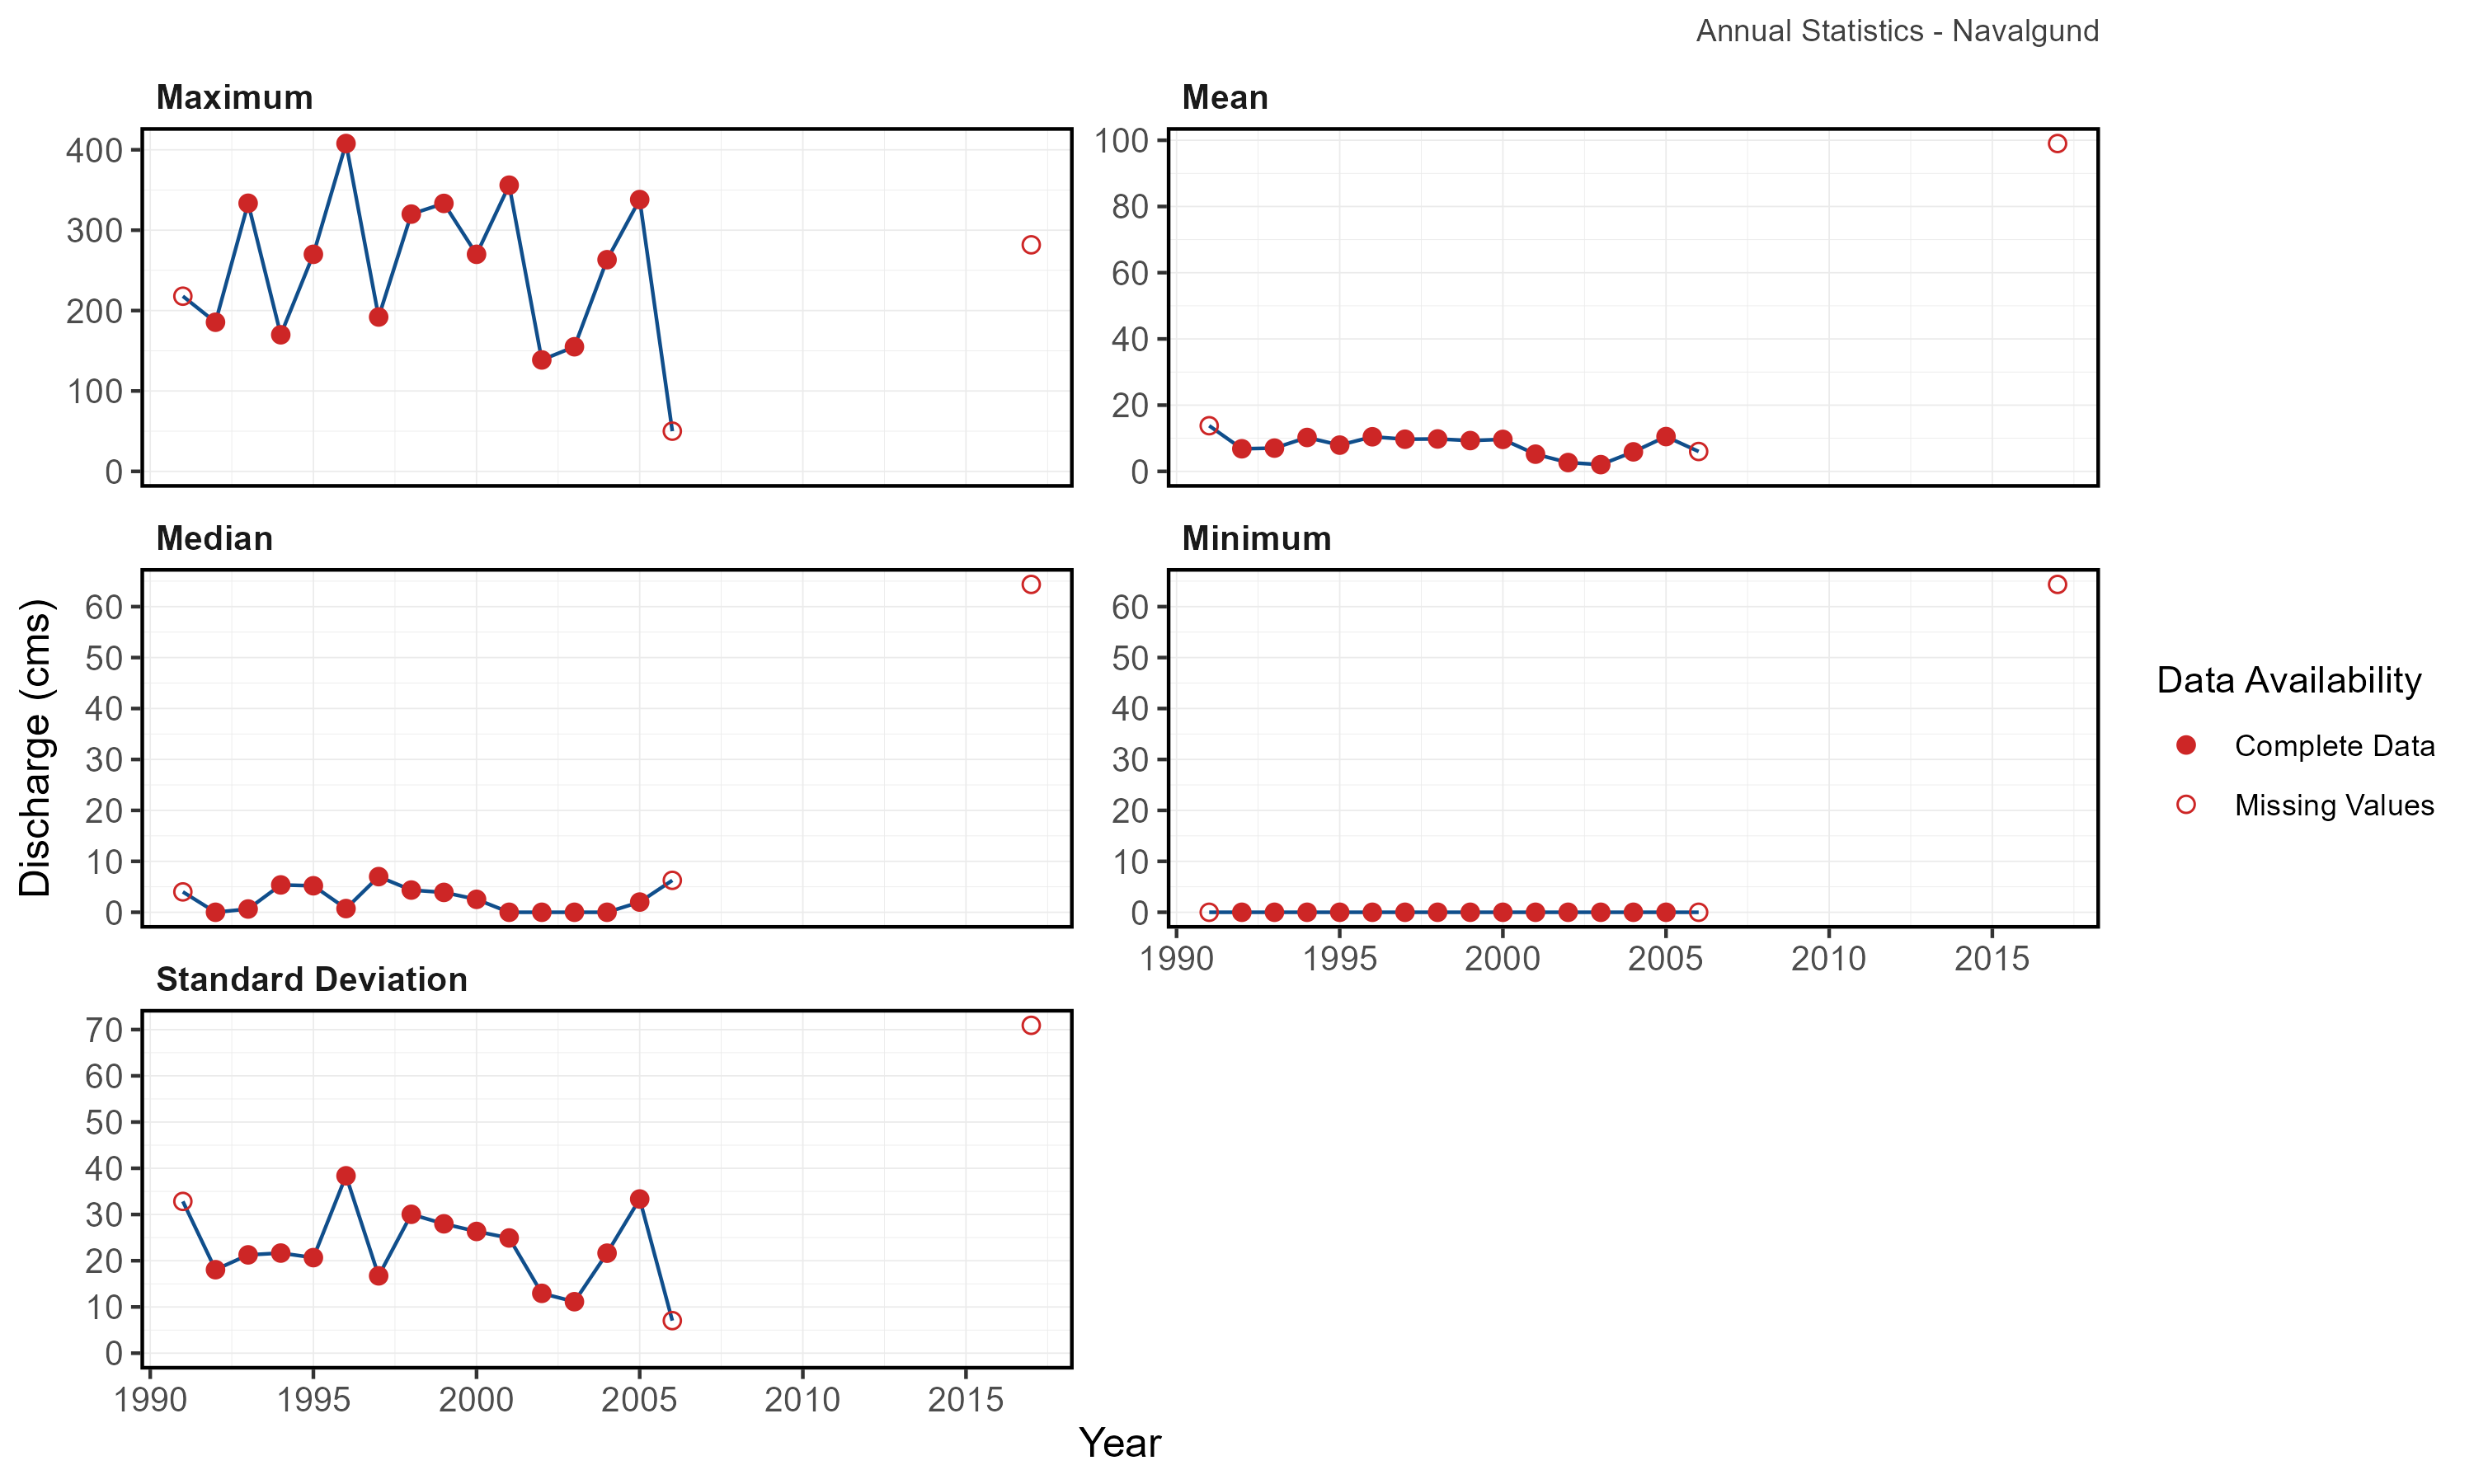 Annual Statistics - Navalgund
Maximum
400
300
200
100
0
Mean
100
80
60
40
20
0
Median
60
50
40
30
20
10
0
Minimum
60
50
40
30
20
10
0
1990 1995 2000 2005 2010 2015
Standard Deviation
70
60
50
40
30
20
10
0
1990 1995 2000 2005 2010 2015
Discharge (cms)
Year
Data Availability
Complete Data
Missing Values